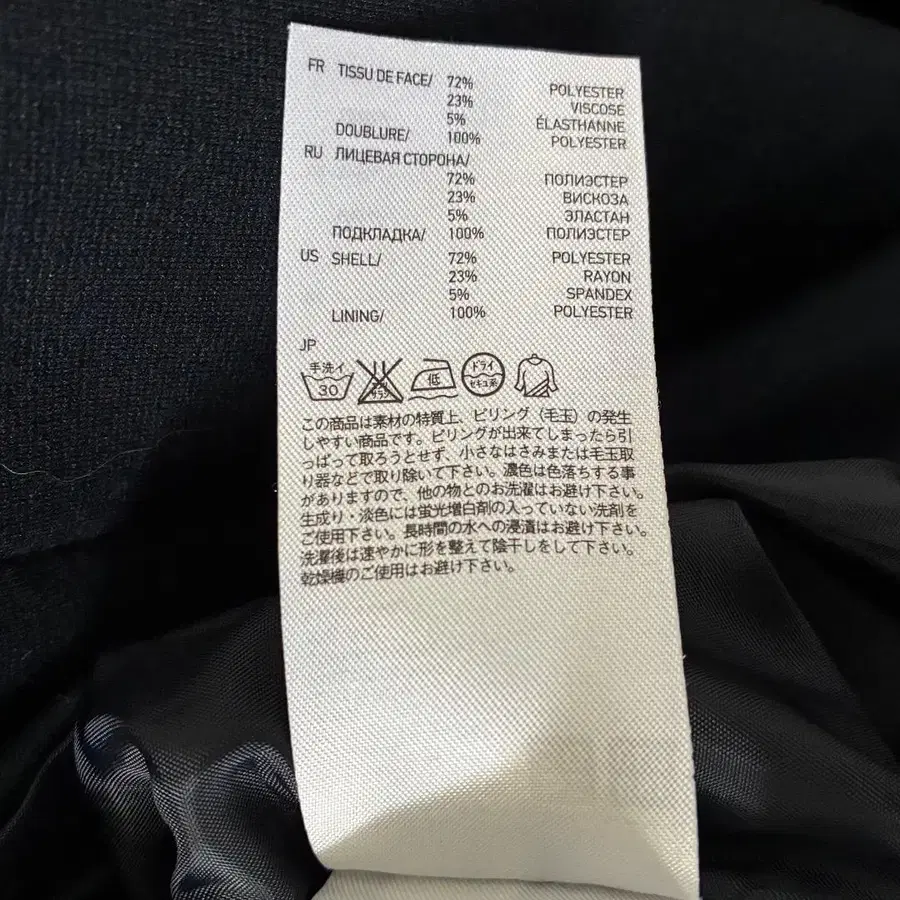 FR TISSU DE FACE/ 72% POLYESTER
23% VISCOSE
5% ÉLASTHANNE
DOUBLURE/ 100% POLYESTER
RU ЛИЦЕВАЯ СТОРОНА/
72% ПОЛИЭСТЕР
23% ВИСКОЗА
5% ЭЛАСТАН
ПОДКЛАДКА/ 100% ПОЛИЭСТЕР
US SHELL/ 72% POLYESTER
23% RAYON
5% SPANDEX
LINING/ 100% POLYESTER
JP
手洗イ 30 サラシ 低 ドライ セキユ系
この商品は素材の特質上、ピリング（毛玉）の発生
しやすい商品です。ピリングが出来てしまったら引
っぱって取ろうとせず、小さなはさみまたは毛玉取
り器などで取り除いて下さい。濃色は色落ちする事
がありますので、他の物とのお洗濯はお避け下さい。
生成り・淡色には蛍光増白剤の入っていない洗剤を
ご使用下さい。長時間の水への浸漬はお避け下さい。
洗濯後は速やかに形を整えて陰干しをして下さい。
乾燥機のご使用はお避け下さい。